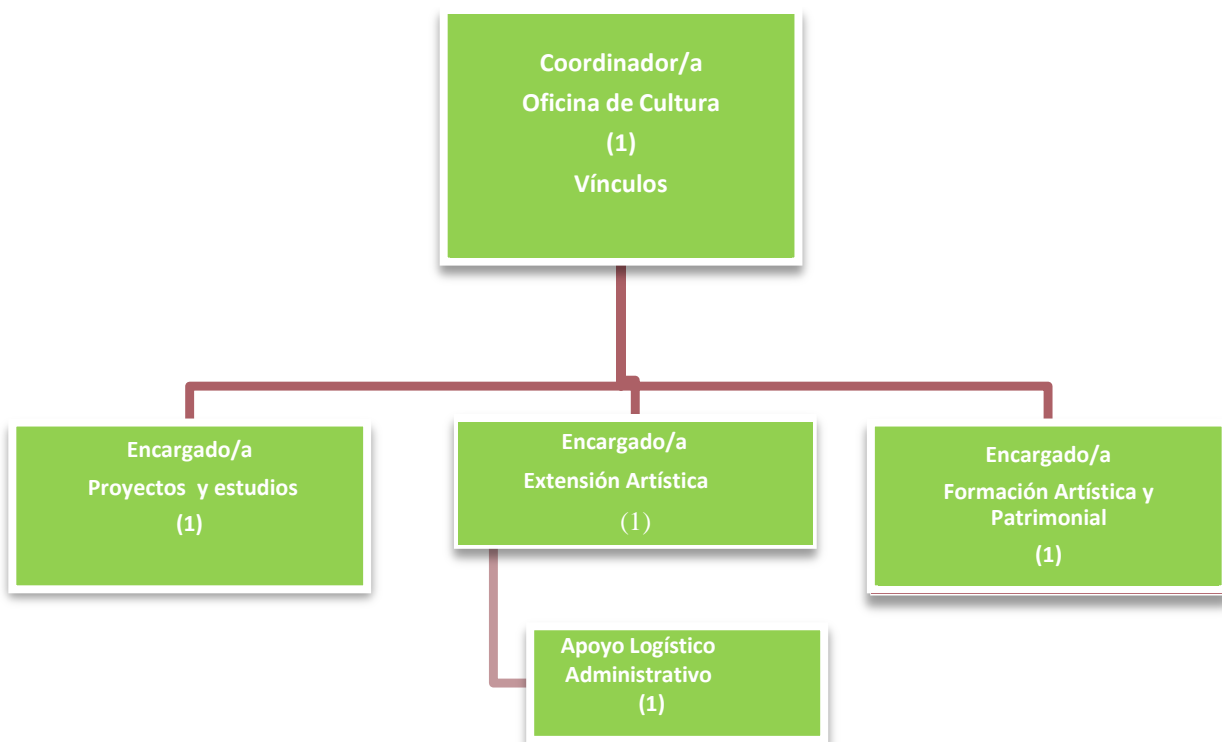 Coordinador/a
Oficina de Cultura
(1)
Vínculos
Encargado/a
Proyectos y estudios
(1)
Encargado/a
Extensión Artística
(1)
Encargado/a
Formación Artística y
Patrimonial
(1)
Apoyo Logístico
Administrativo
(1)